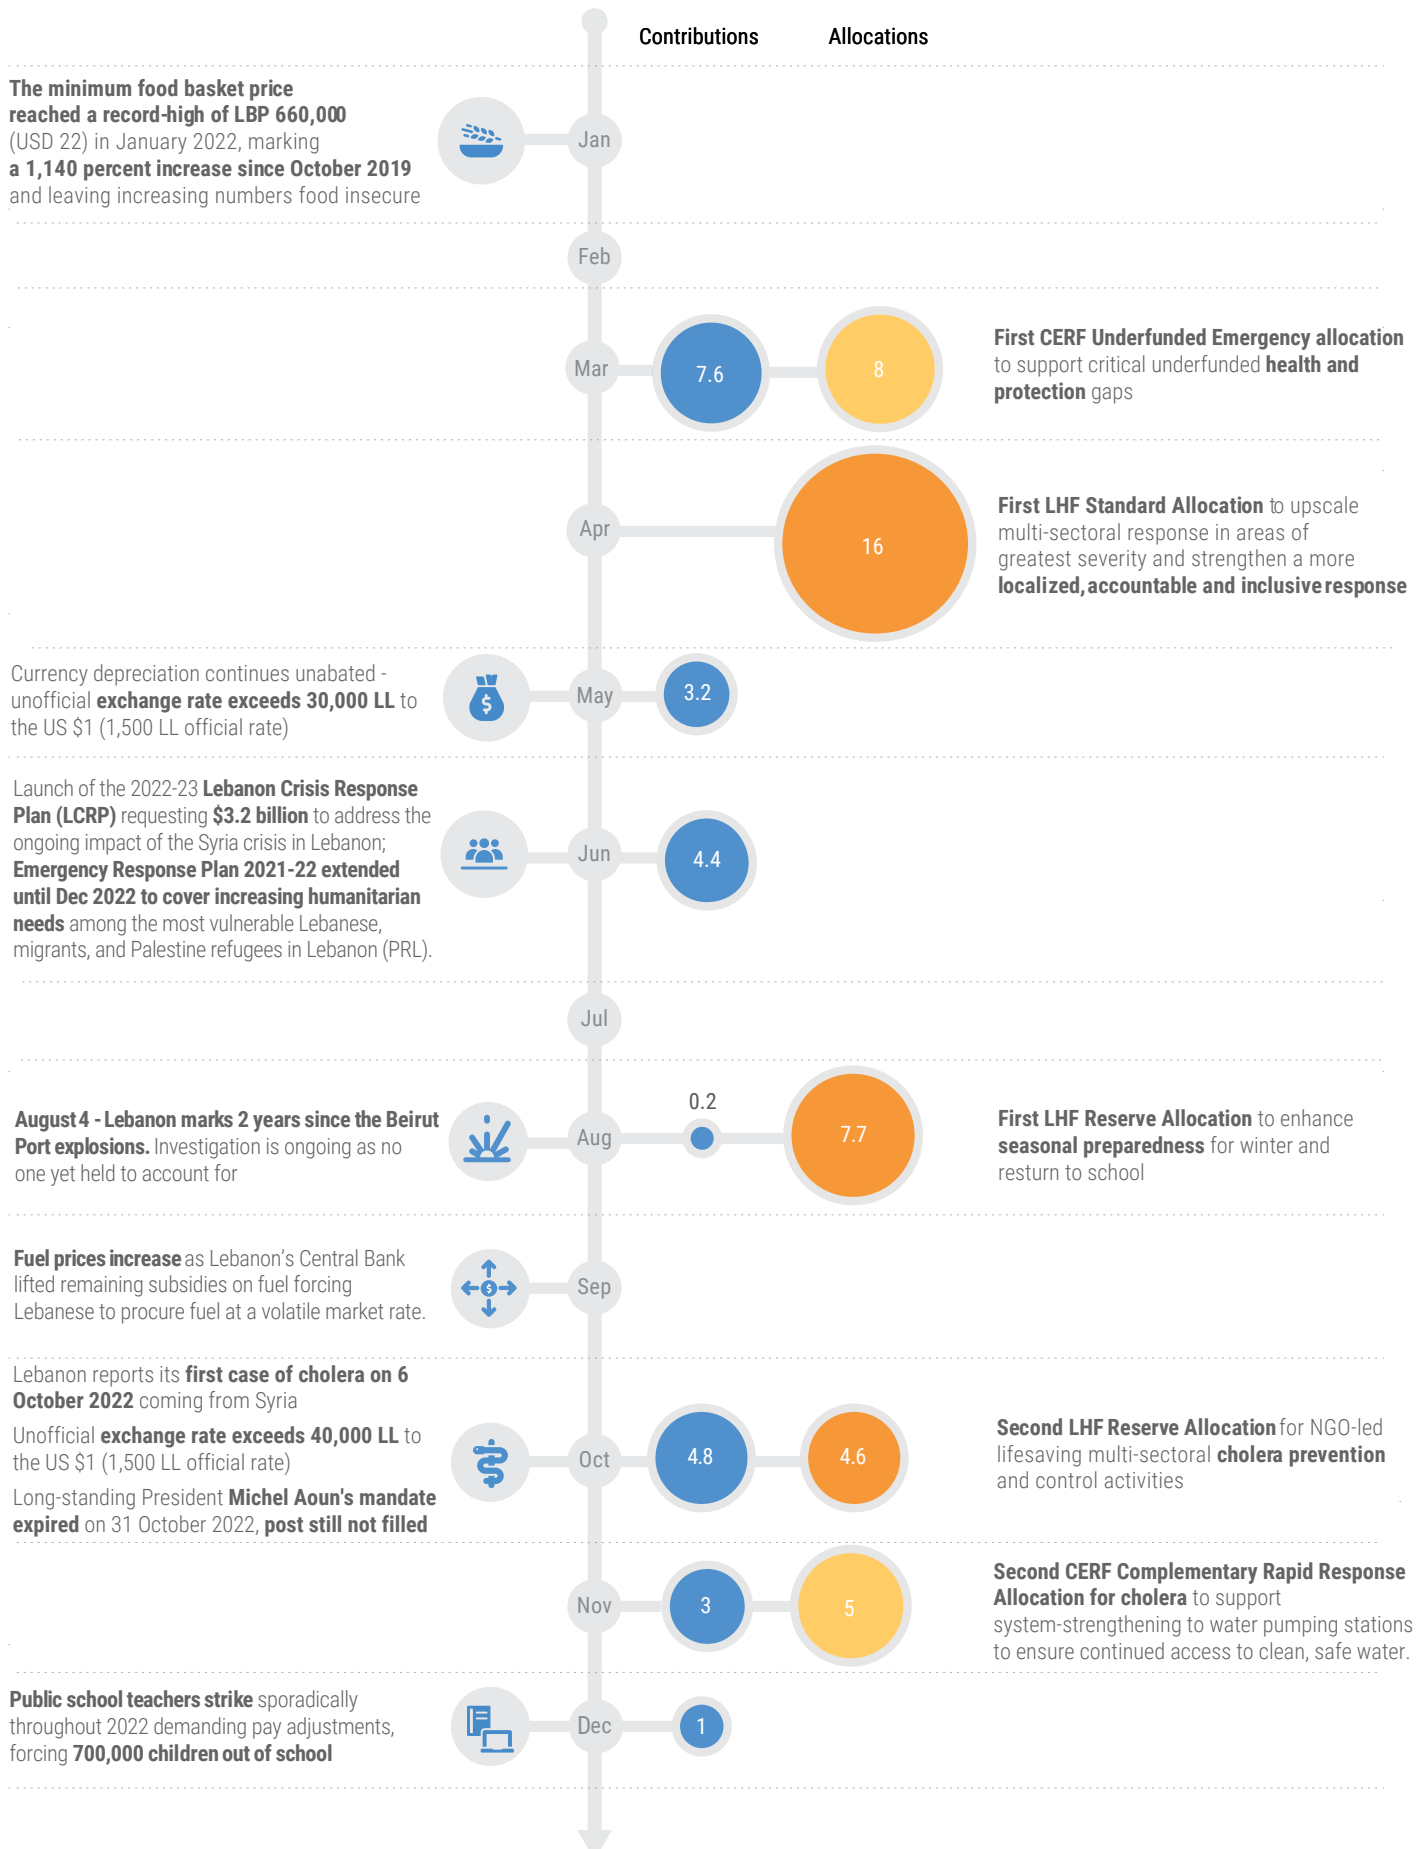 Contributions Allocations
The minimum food basket price
reached a record-high of LBP 660,000
(USD 22) in January 2022, marking
a 1,140 percent increase since October 2019
and leaving increasing numbers food insecure
Jan
Feb
Mar
7.6
8
First CERF Underfunded Emergency allocation
to support critical underfunded health and
protection gaps
Apr
16
First LHF Standard Allocation to upscale
multi-sectoral response in areas of
greatest severity and strengthen a more
localized, accountable and inclusive response
Currency depreciation continues unabated -
unofficial exchange rate exceeds 30,000 LL to
the US $1 (1,500 LL official rate)
May
3.2
Launch of the 2022-23 Lebanon Crisis Response
Plan (LCRP) requesting $3.2 billion to address the
ongoing impact of the Syria crisis in Lebanon;
Emergency Response Plan 2021-22 extended
until Dec 2022 to cover increasing humanitarian
needs among the most vulnerable Lebanese,
migrants, and Palestine refugees in Lebanon (PRL).
Jun
4.4
Jul
August 4 - Lebanon marks 2 years since the Beirut
Port explosions. Investigation is ongoing as no
one yet held to account for
Aug
0.2
7.7
First LHF Reserve Allocation to enhance
seasonal preparedness for winter and
resturn to school
Fuel prices increase as Lebanon's Central Bank
lifted remaining subsidies on fuel forcing
Lebanese to procure fuel at a volatile market rate.
$
Sep
Lebanon reports its first case of cholera on 6
October 2022 coming from Syria
Unofficial exchange rate exceeds 40,000 LL to
the US $1 (1,500 LL official rate)
Long-standing President Michel Aoun's mandate
expired on 31 October 2022, post still not filled
Oct
4.8
4.6
Second LHF Reserve Allocation for NGO-led
lifesaving multi-sectoral cholera prevention
and control activities
Nov
3
5
Second CERF Complementary Rapid Response
Allocation for cholera to support
system-strengthening to water pumping stations
to ensure continued access to clean, safe water.
Public school teachers strike sporadically
throughout 2022 demanding pay adjustments,
forcing 700,000 children out of school
Dec
1